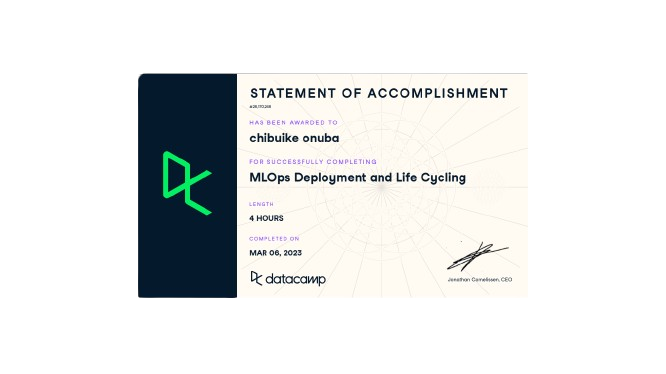 STATEMENT OF ACCOMPLISHMENT
HAS BEEN AWARDED TO
chibuike onuba
FOR SUCCESSFULLY COMPLETING
MLOps Deployment and Life Cycling
LENGTH
4 HOURS
COMPLETED ON
MAR 06, 2023
datacamp
Jonathan Cornelissen, CEO